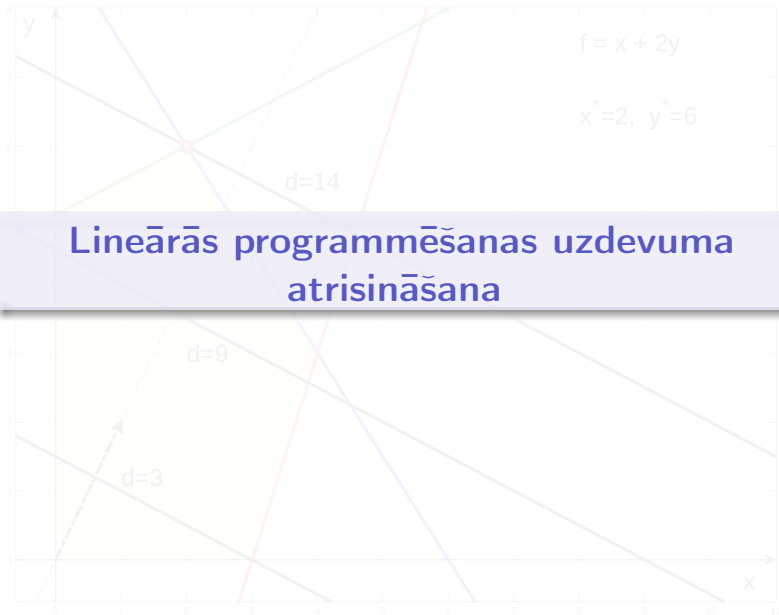 y
f = x + 2y
x*=2, y*=6
d=14
Lineārās programmēšanas uzdevuma
atrisināšana
d=9
d=3
x